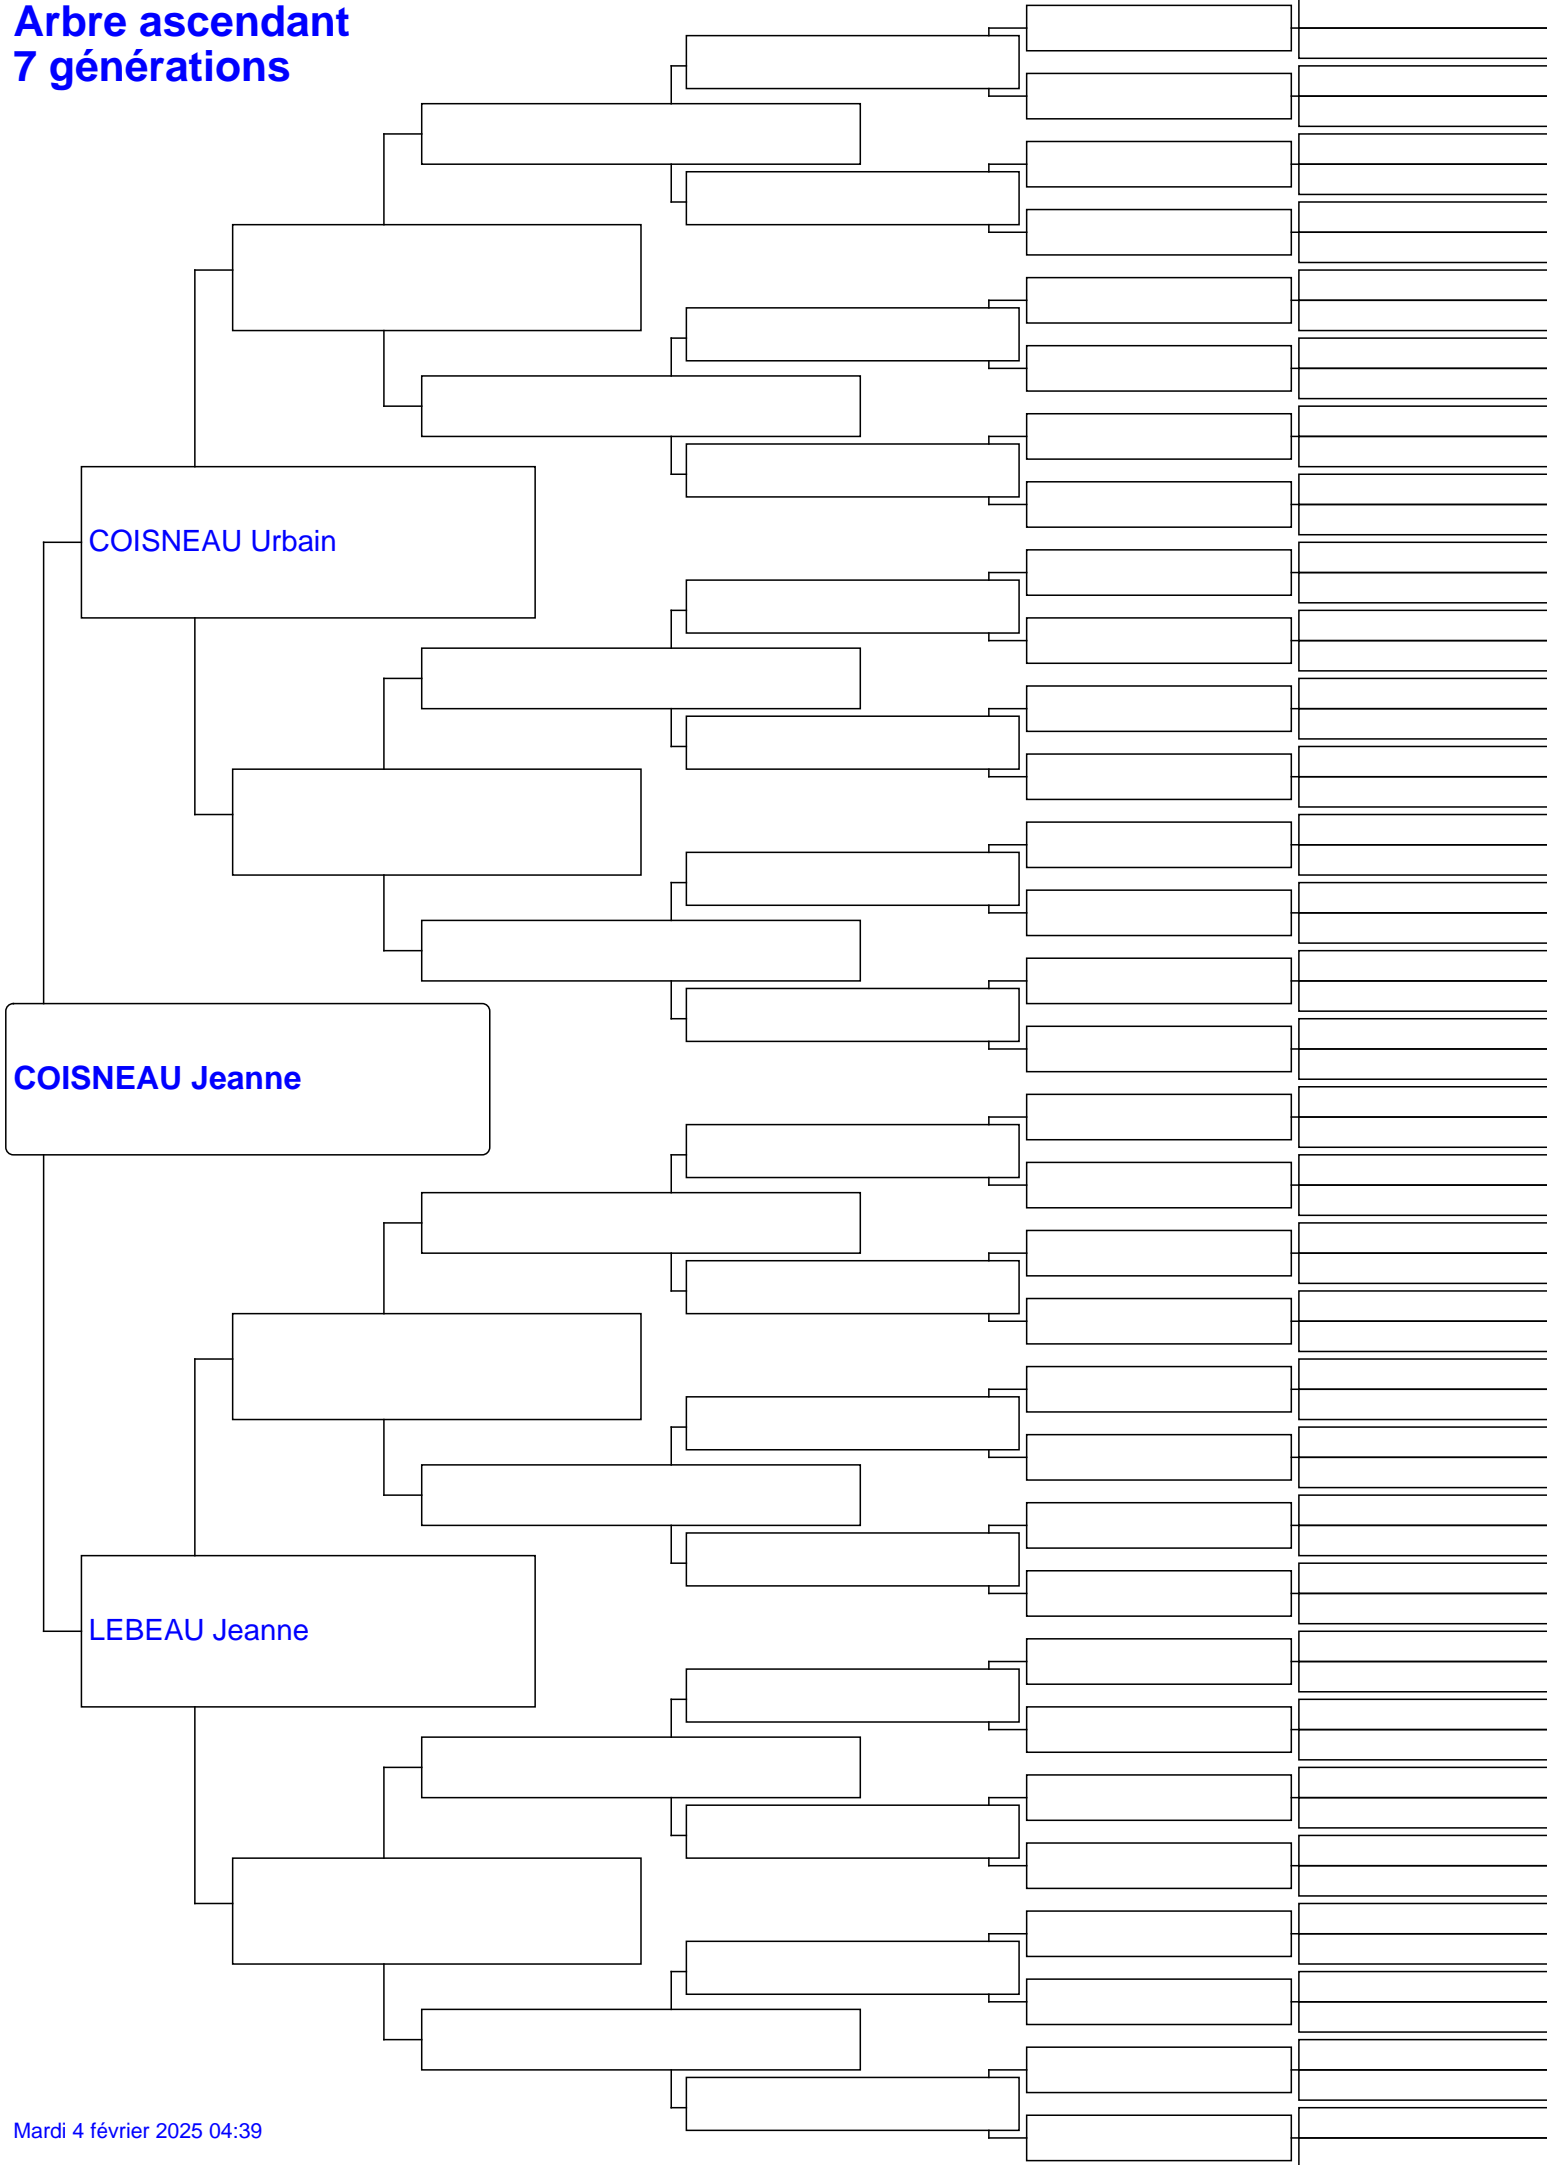 Arbre ascendant
7 générations
COISNEAU Urbain
COISNEAU Jeanne
LEBEAU Jeanne
Mardi 4 février 2025 04:39